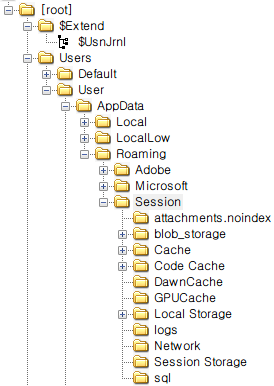 [root]
$Extend
$UsnJrnl
Users
Default
User
AppData
Local
LocalLow
Roaming
Adobe
Microsoft
Session
attachments.noindex
blob_storage
Cache
Code Cache
DawnCache
GPUCache
Local Storage
logs
Network
Session Storage
sql